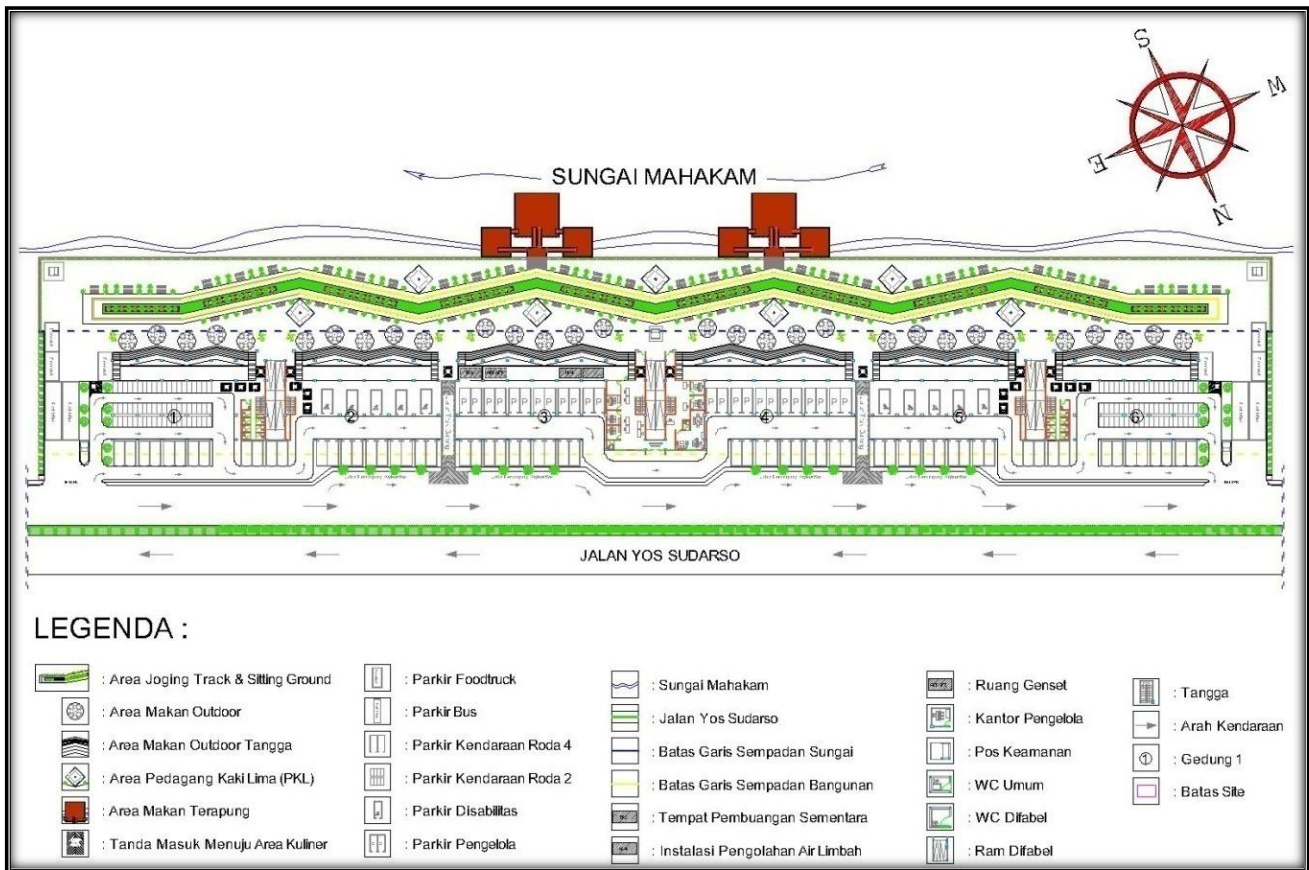 S
M
E
N
SUNGAI MAHAKAM
1
2
3
4
5
6
P P P P P P P P P
JALAN YOS SUDARSO
LEGENDA :
: Area Joging Track & Sitting Ground
: Area Makan Outdoor
: Area Makan Outdoor Tangga
: Area Pedagang Kaki Lima (PKL)
: Area Makan Terapung
: Tanda Masuk Menuju Area Kuliner
: Parkir Foodtruck
: Parkir Bus
: Parkir Kendaraan Roda 4
: Parkir Kendaraan Roda 2
: Parkir Disabilitas
: Parkir Pengelola
: Sungai Mahakam
: Jalan Yos Sudarso
: Batas Garis Sempadan Sungai
: Batas Garis Sempadan Bangunan
: Tempat Pembuangan Sementara
: Instalasi Pengolahan Air Limbah
: Ruang Genset
: Kantor Pengelola
: Pos Keamanan
: WC Umum
: WC Difabel
: Ram Difabel
: Tangga
: Arah Kendaraan
1 : Gedung 1
: Batas Site